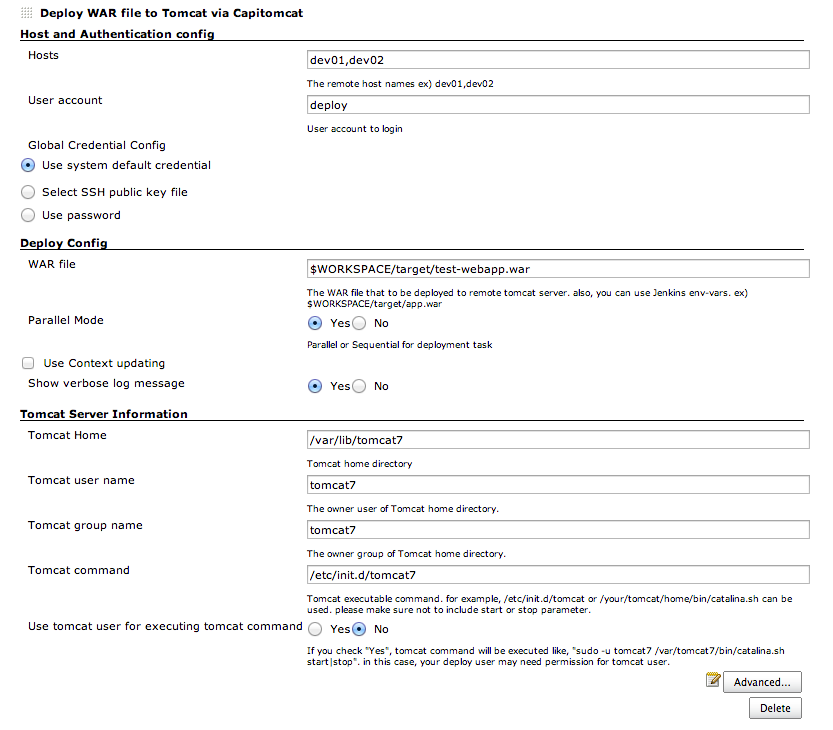 Deploy WAR file to Tomcat via Capitomcat
Host and Authentication config
Hosts
dev01,dev02
The remote host names ex) dev01,dev02
User account
deploy
User account to login
Global Credential Config
Use system default credential
Select SSH public key file
Use password
Deploy Config
WAR file
$WORKSPACE/target/test-webapp.war
The WAR file that to be deployed to remote tomcat server. also, you can use Jenkins env-vars. ex)
$WORKSPACE/target/app.war
Parallel Mode
Yes No
Parallel or Sequential for deployment task
Use Context updating
Show verbose log message
Yes No
Tomcat Server Information
Tomcat Home
/var/lib/tomcat7
Tomcat home directory
Tomcat user name
tomcat7
The owner user of Tomcat home directory.
Tomcat group name
tomcat7
The owner group of Tomcat home directory.
Tomcat command
/etc/init.d/tomcat7
Tomcat executable command. for example, /etc/init.d/tomcat or /your/tomcat/home/bin/catalina.sh can be
used. please make sure not to include start or stop parameter.
Use tomcat user for executing tomcat command Yes No
If you check "Yes", tomcat command will be executed like, "sudo -u tomcat7 /var/tomcat7/bin/catalina.sh
start|stop". in this case, your deploy user may need permission for tomcat user.
Advanced...
Delete